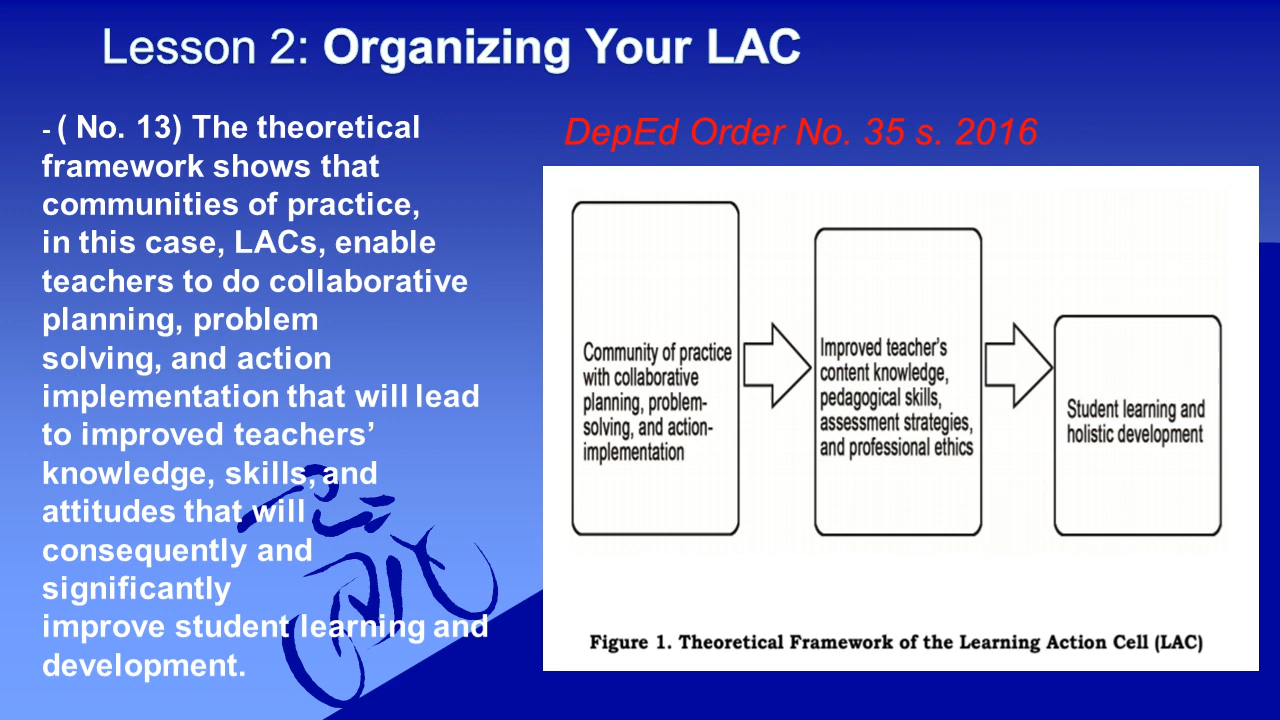 Lesson 2: Organizing Your LAC
- ( No. 13) The theoretical
framework shows that
communities of practice,
in this case, LACs, enable
teachers to do collaborative
planning, problem
solving, and action
implementation that will lead
to improved teachers’
knowledge, skills, and
attitudes that will
consequently and
significantly
improve student learning and
development.
DepEd Order No. 35 s. 2016
Community of practice
with collaborative
planning, problem-
solving, and action-
implementation
Improved teacher's
content knowledge,
pedagogical skills,
assessment strategies,
and professional ethics
Student learning and
holistic development
Figure 1. Theoretical Framework of the Learning Action Cell (LAC)